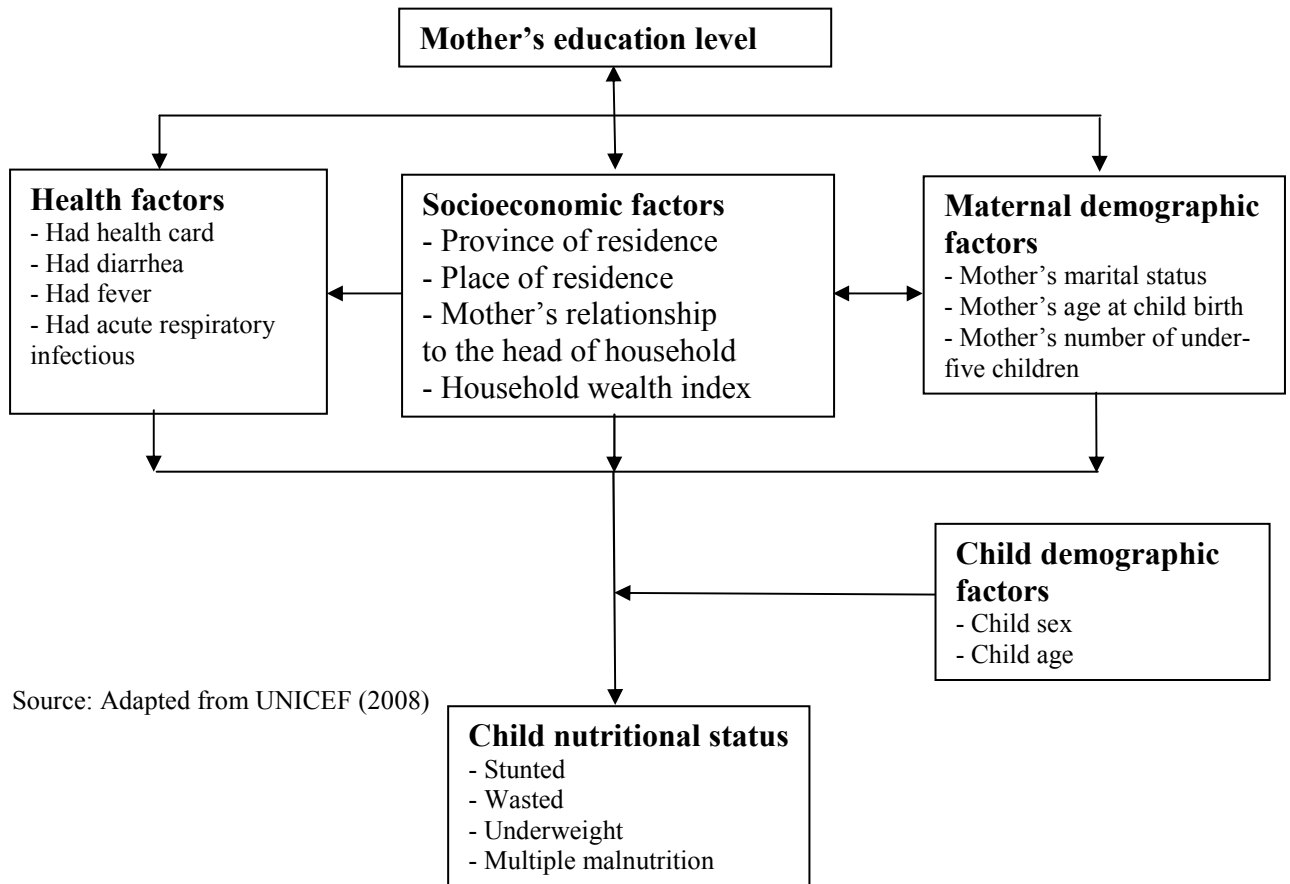 Mother’s education level
Health factors
- Had health card
- Had diarrhea
- Had fever
- Had acute respiratory
infectious
Socioeconomic factors
- Province of residence
- Place of residence
- Mother’s relationship
to the head of household
- Household wealth index
Maternal demographic
factors
- Mother’s marital status
- Mother’s age at child birth
- Mother’s number of under-
five children
Child demographic
factors
- Child sex
- Child age
Source: Adapted from UNICEF (2008)
Child nutritional status
- Stunted
- Wasted
- Underweight
- Multiple malnutrition